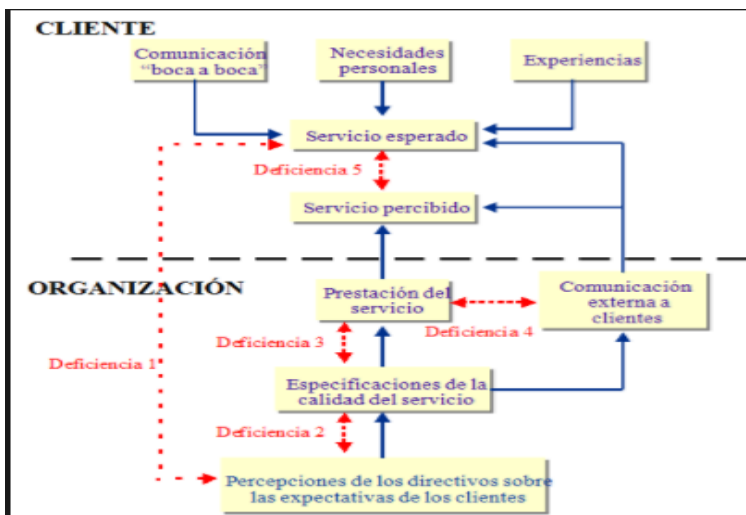 CLIENTE
Comunicación
“boca a boca”
Necesidades
personales
Experiencias
Servicio esperado
Deficiencia 5
Servicio percibido
ORGANIZACIÓN
Prestación del
servicio
Comunicación
externa a
clientes
Deficiencia 4
Deficiencia 3
Deficiencia 1
Especificaciones de la
calidad del servicio
Deficiencia 2
Percepciones de los directivos sobre
las expectativas de los clientes